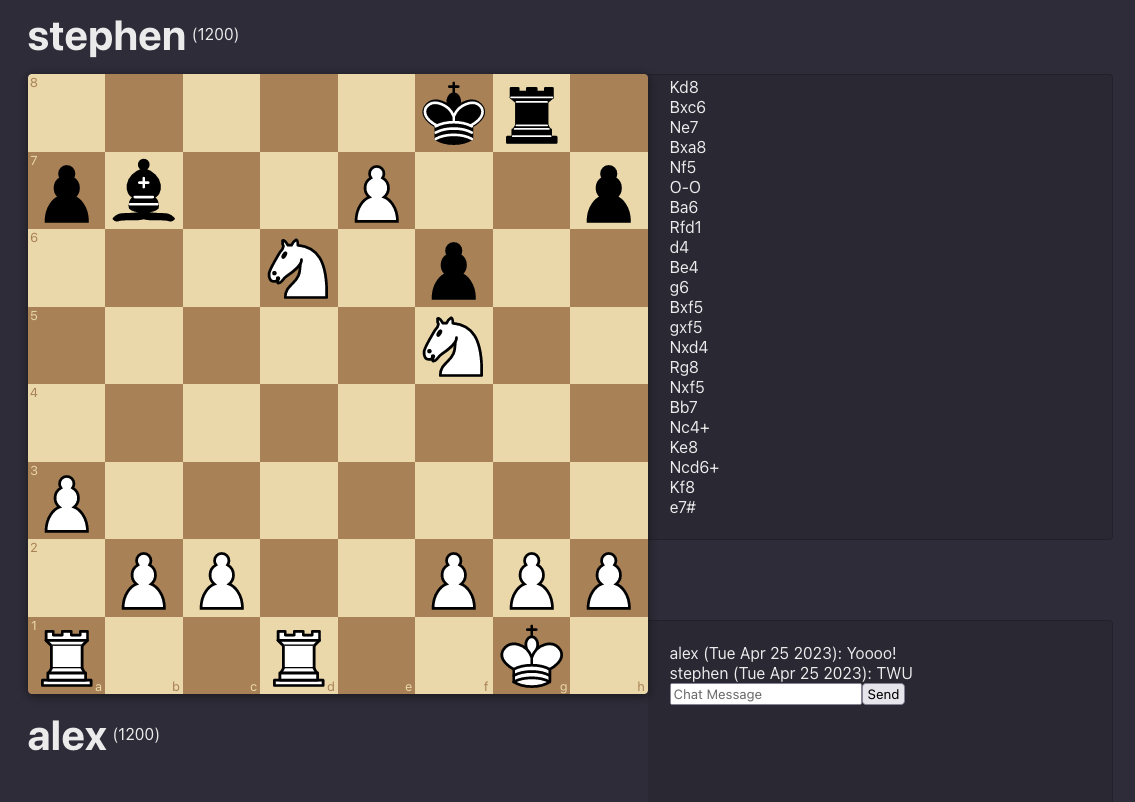 stephen (1200)
8
7
6
5
4
3
2
1
a b c d e f g h
Kd8
Bxc6
Ne7
Bxa8
Nf5
O-O
Ba6
Rfd1
d4
Be4
g6
Bxf5
gxf5
Nxd4
Rg8
Nxf5
Bb7
Nc4+
Ke8
Ncd6+
Kf8
e7#
alex (Tue Apr 25 2023): Yoooo!
stephen (Tue Apr 25 2023): TWU
Chat Message Send
alex (1200)